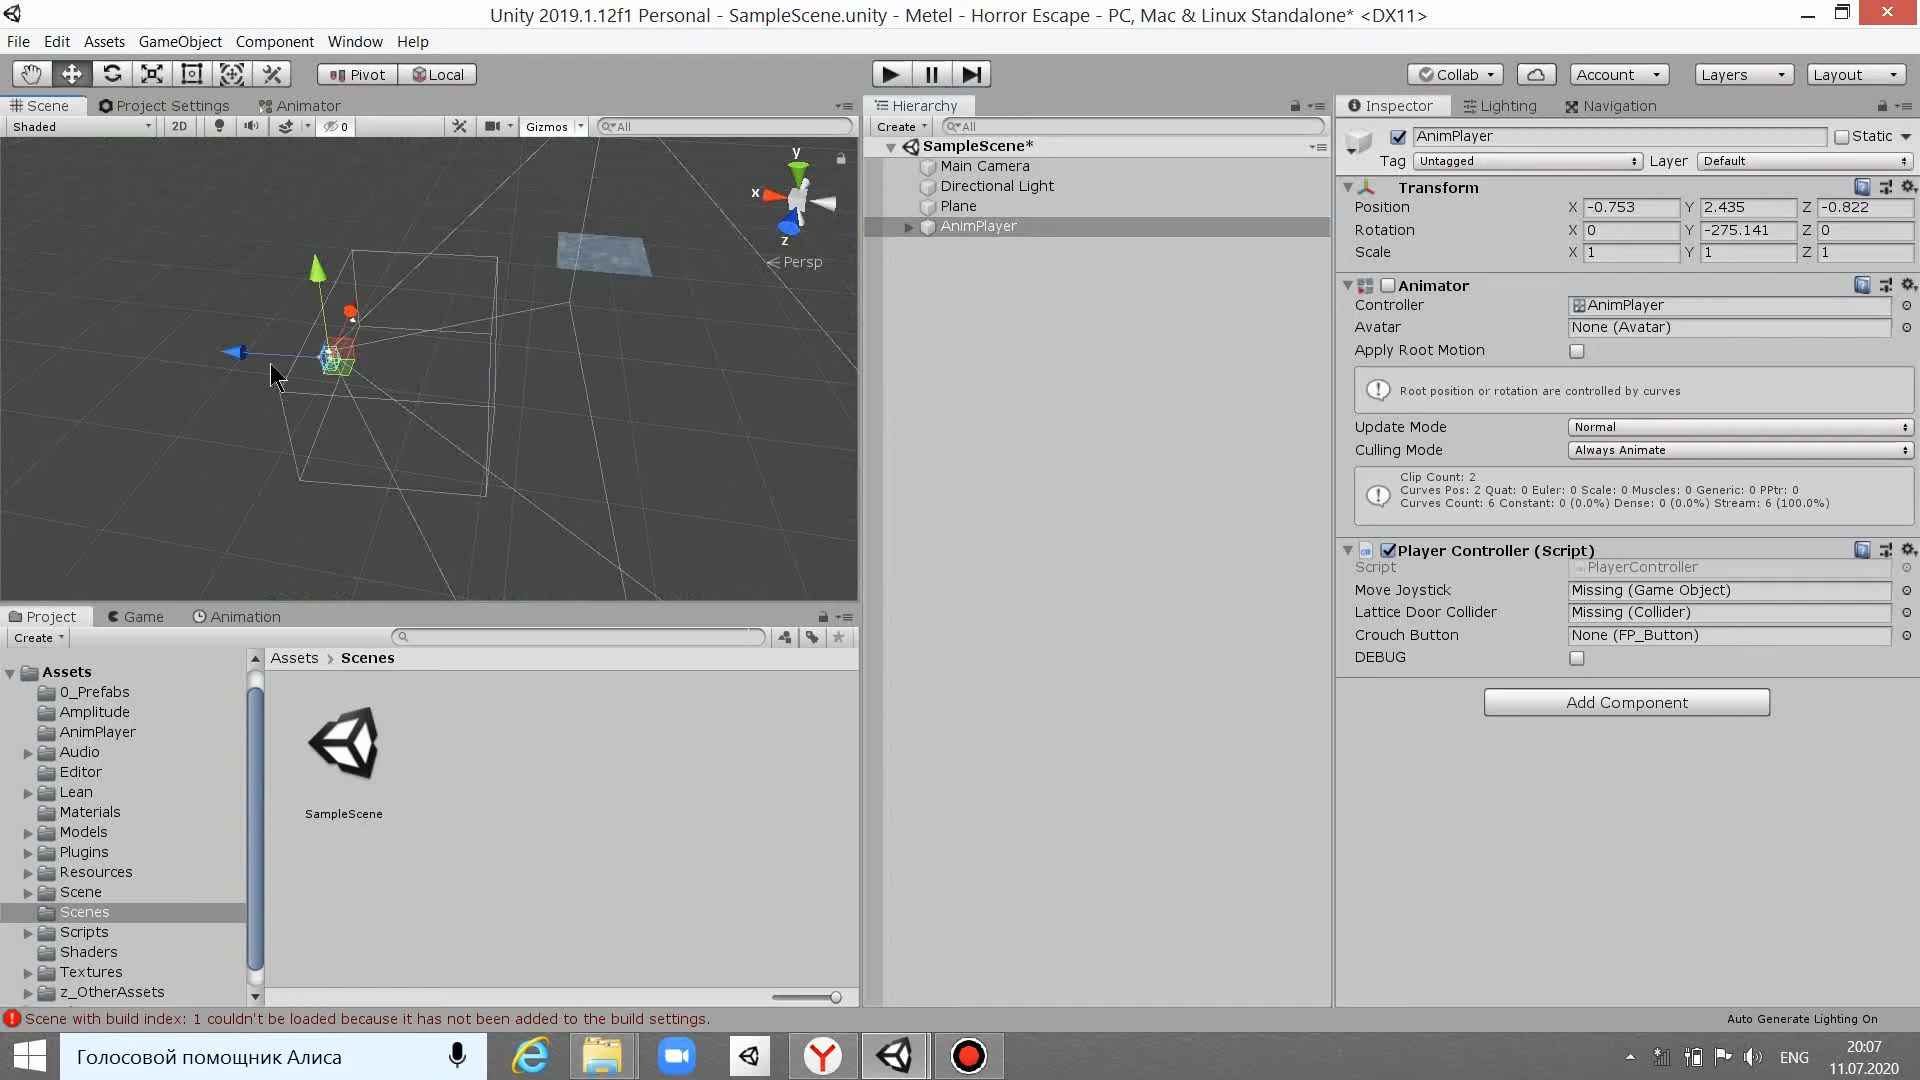 Unity 2019.1.12f1 Personal - SampleScene.unity - Metel - Horror Escape - PC, Mac & Linux Standalone* <DX11>
File Edit Assets GameObject Component Window Help
Pivot Local Collab Account Layers Layout
Scene Project Settings Animator
Shaded 2D 0 Gizmos All
y
x
z
Persp
Hierarchy
Create All
SampleScene*
Main Camera
Directional Light
Plane
AnimPlayer
Inspector Lighting Navigation
AnimPlayer Static
Tag Untagged Layer Default
Transform
Position X -0.753 Y 2.435 Z -0.822
Rotation X 0 Y -275.141 Z 0
Scale X 1 Y 1 Z 1
Animator
Controller AnimPlayer
Avatar None (Avatar)
Apply Root Motion
Root position or rotation are controlled by curves
Update Mode Normal
Culling Mode Always Animate
Clip Count: 2
Curves Pos: 2 Quat: 0 Euler: 0 Scale: 0 Muscles: 0 Generic: 0 PPtr: 0
Curves Count: 6 Constant: 0 (0.0%) Dense: 0 (0.0%) Stream: 6 (100.0%)
Player Controller (Script)
Script PlayerController
Move Joystick Missing (Game Object)
Lattice Door Collider Missing (Collider)
Crouch Button None (FP_Button)
DEBUG
Add Component
Project Game Animation
Create
Assets
0_Prefabs
Amplitude
AnimPlayer
Audio
Editor
Lean
Materials
Models
Plugins
Resources
Scene
Scenes
Scripts
Shaders
Textures
z_OtherAssets
Assets Scenes
SampleScene
Scene with build index: 1 couldn't be loaded because it has not been added to the build settings.
Auto Generate Lighting On
Голосовой помощник Алиса
ENG
20:07
11.07.2020